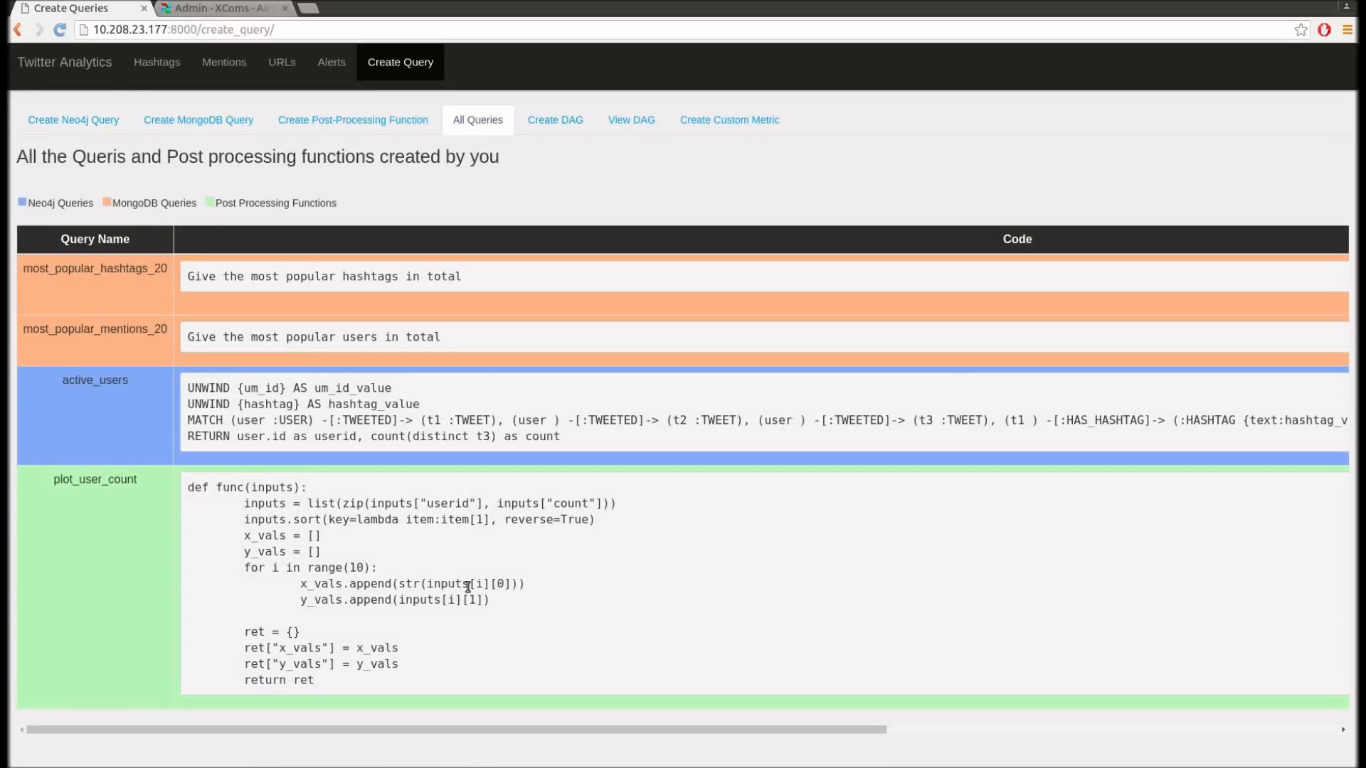 Create Queries
Admin - XComs - Ai
10.208.23.177:8000/create_query/
Twitter Analytics Hashtags Mentions URLs Alerts Create Query
Create Neo4j Query Create MongoDB Query Create Post-Processing Function All Queries Create DAG View DAG Create Custom Metric
All the Queris and Post processing functions created by you
Neo4j Queries MongoDB Queries Post Processing Functions
Query Name Code
most_popular_hashtags_20 Give the most popular hashtags in total
most_popular_mentions_20 Give the most popular users in total
active_users
UNWIND {um_id} AS um_id_value
UNWIND {hashtag} AS hashtag_value
MATCH (user :USER) -[:TWEETED]-> (t1 :TWEET), (user ) -[:TWEETED]-> (t2 :TWEET), (user ) -[:TWEETED]-> (t3 :TWEET), (t1 ) -[:HAS_HASHTAG]-> (:HASHTAG {text:hashtag_v
RETURN user.id as userid, count(distinct t3) as count
plot_user_count
def func(inputs):
inputs = list(zip(inputs["userid"], inputs["count"]))
inputs.sort(key=lambda item:item[1], reverse=True)
x_vals = []
y_vals = []
for i in range(10):
x_vals.append(str(inputs[i][0]))
y_vals.append(inputs[i][1])
ret = {}
ret["x_vals"] = x_vals
ret["y_vals"] = y_vals
return ret